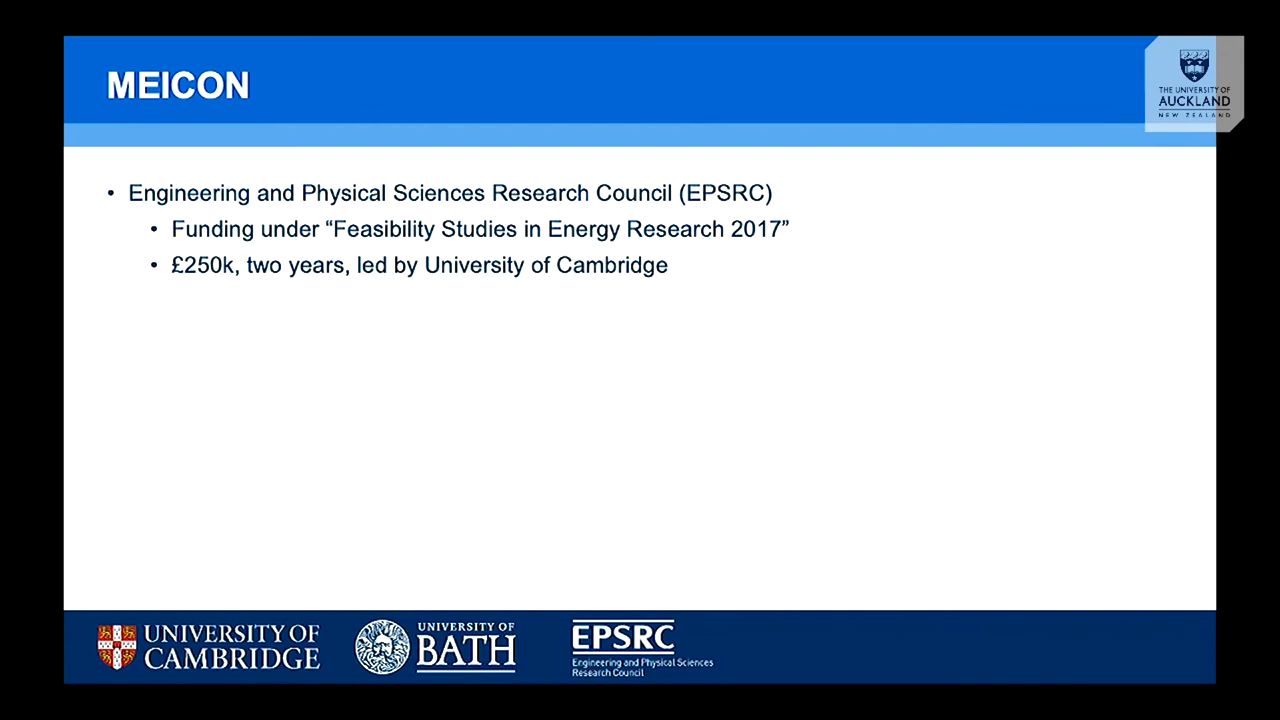 MEICON
THE UNIVERSITY OF
AUCKLAND
NEW ZEALAND
• Engineering and Physical Sciences Research Council (EPSRC)
• Funding under “Feasibility Studies in Energy Research 2017”
• £250k, two years, led by University of Cambridge
UNIVERSITY OF
CAMBRIDGE
UNIVERSITY OF
BATH
EPSRC
Engineering and Physical Sciences
Research Council